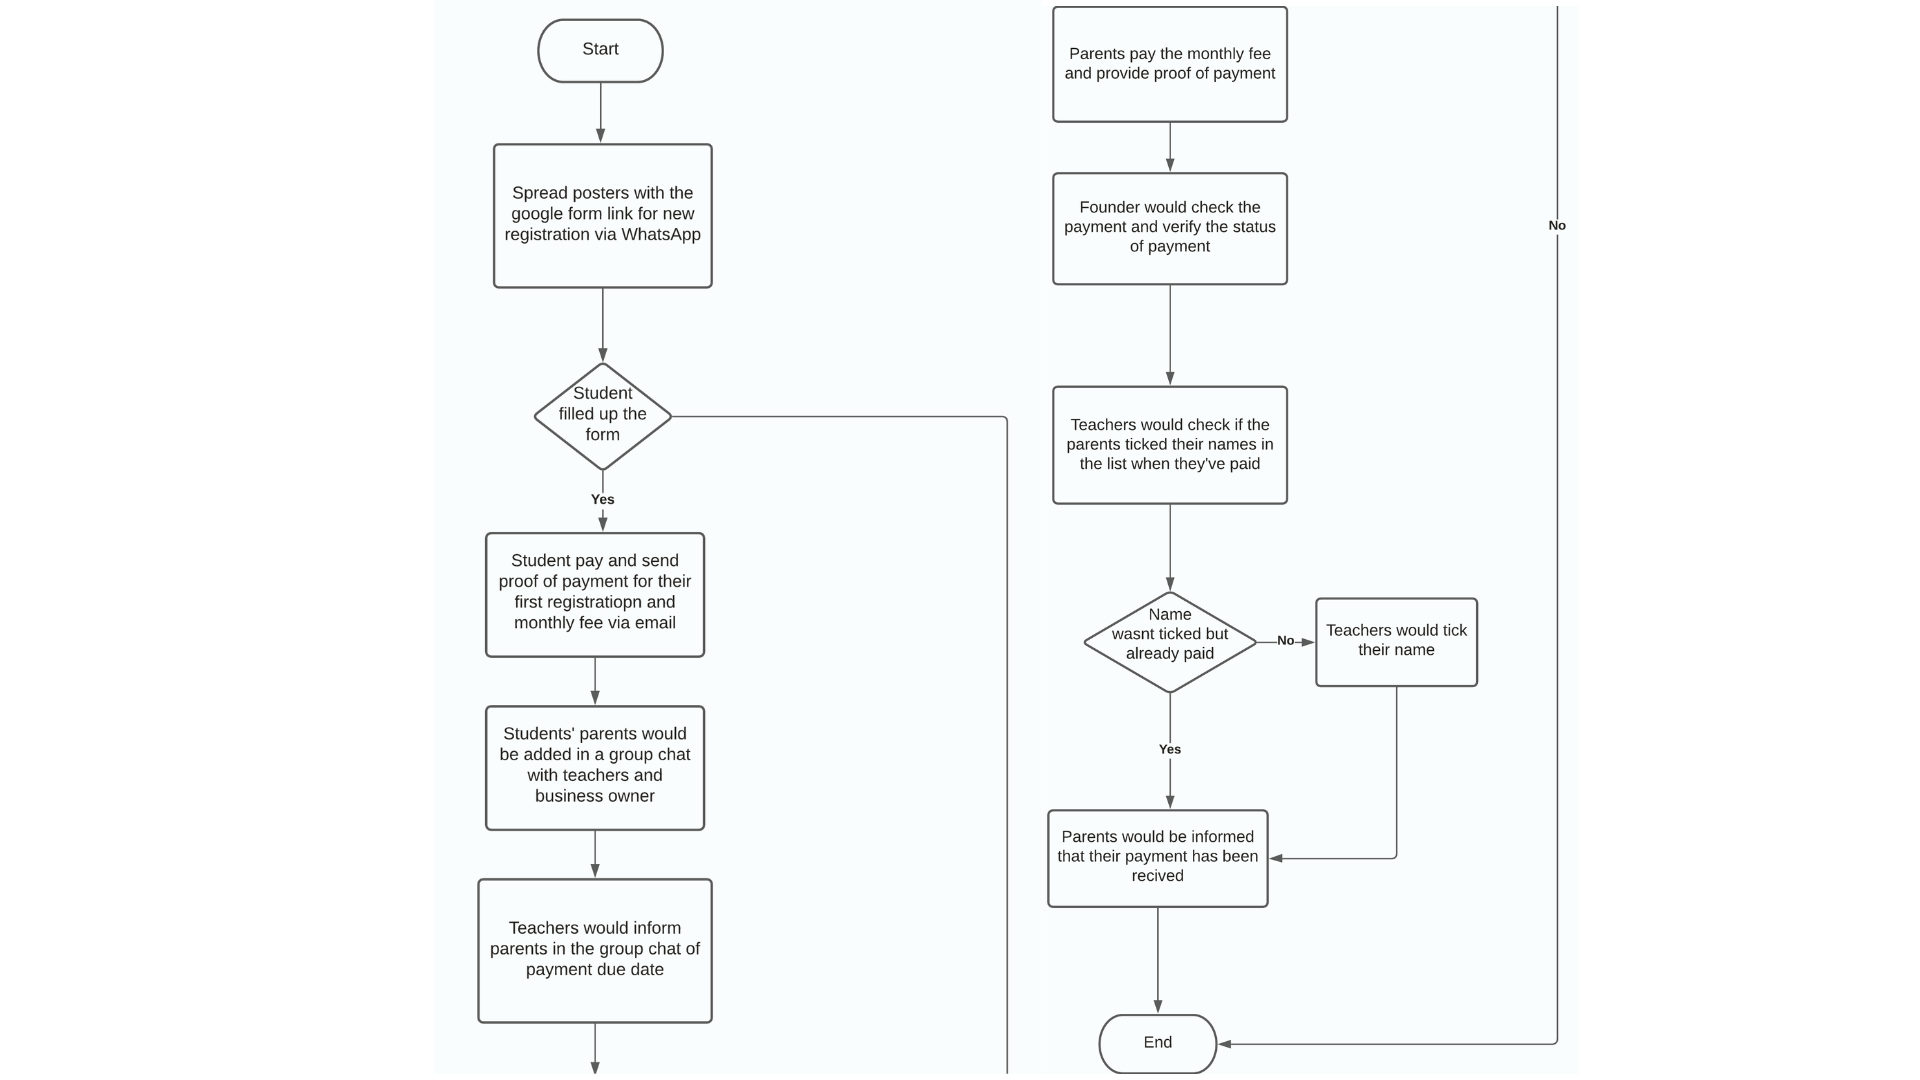 Start
Spread posters with the
google form link for new
registration via WhatsApp
Student
filled up the
form
Yes
Student pay and send
proof of payment for their
first registratiopn and
monthly fee via email
Students' parents would
be added in a group chat
with teachers and
business owner
Teachers would inform
parents in the group chat of
payment due date
Parents pay the monthly fee
and provide proof of payment
Founder would check the
payment and verify the status
of payment
No
Teachers would check if the
parents ticked their names in
the list when they've paid
Name
wasnt ticked but
already paid
No
Teachers would tick
their name
Yes
Parents would be informed
that their payment has been
recived
End